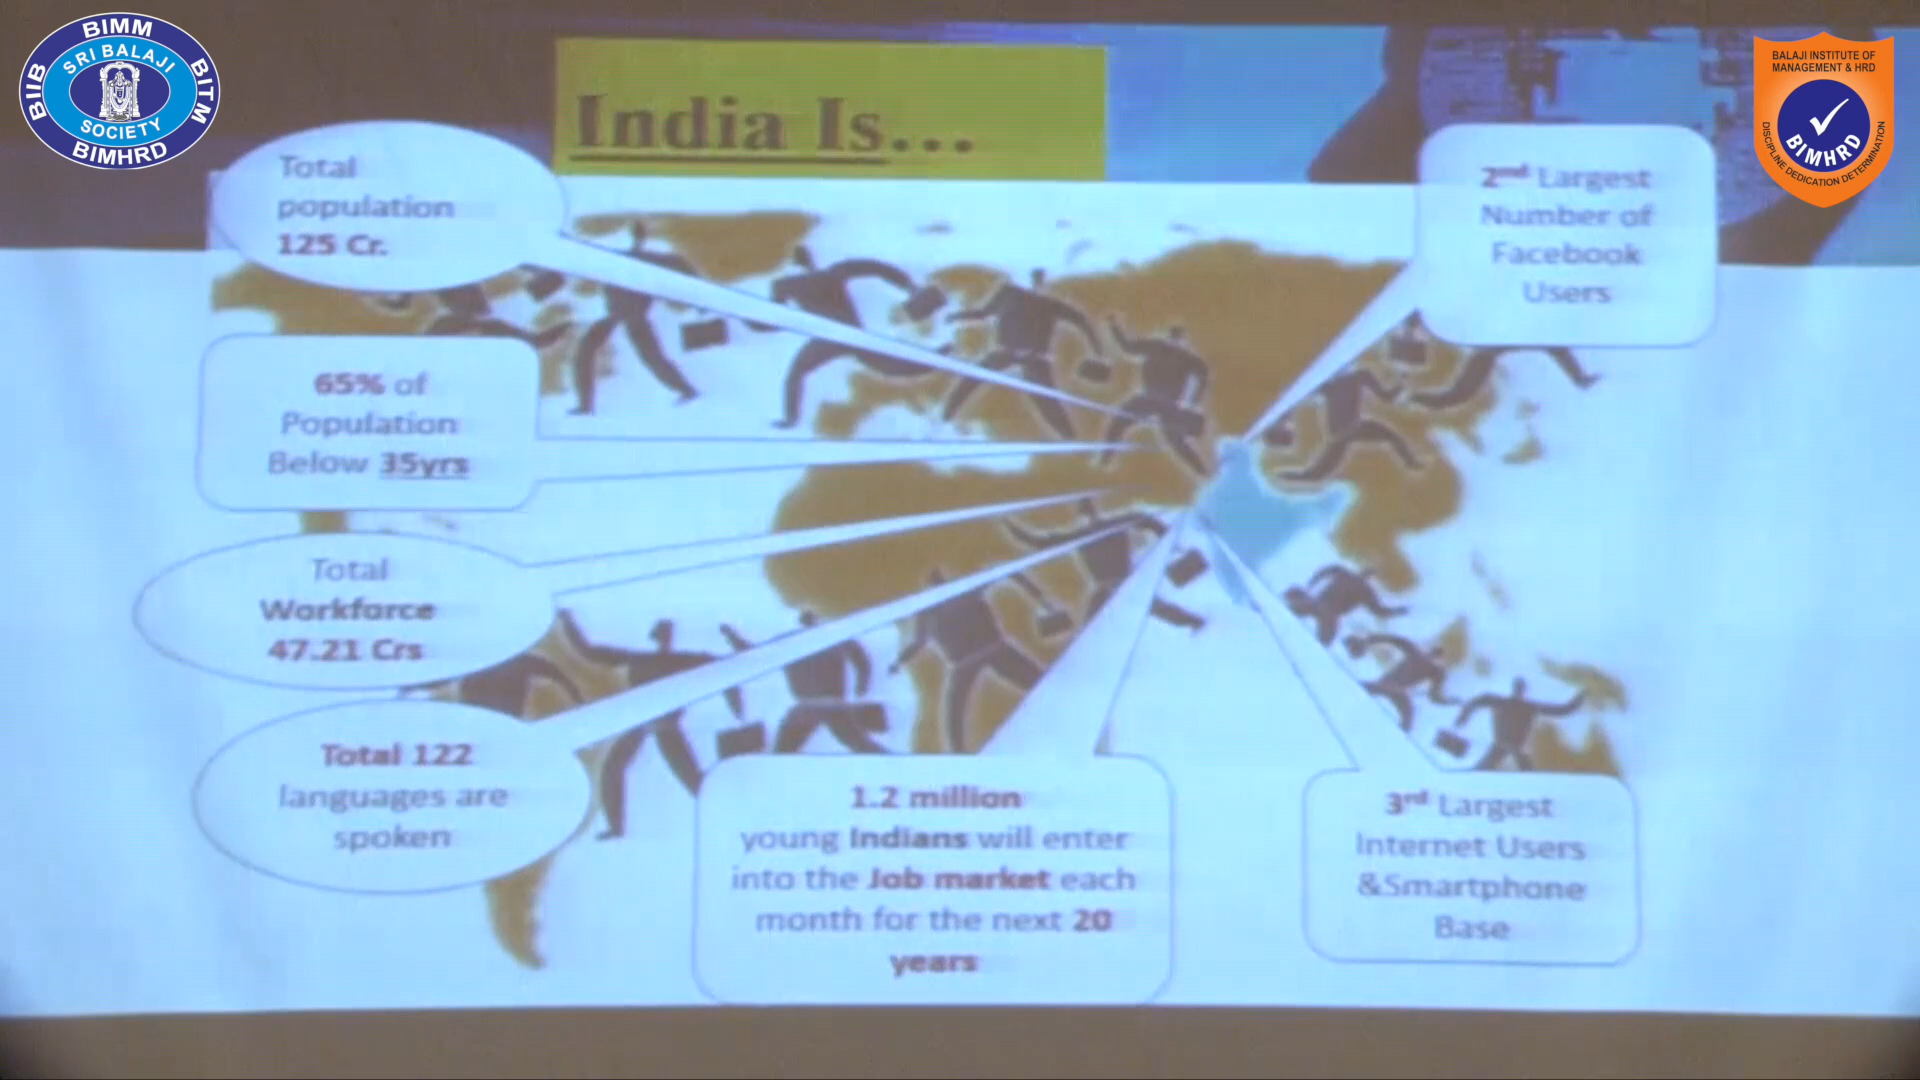 BIMM
BIIB
SRI BALAJI
BITM
SOCIETY
BIMHRD
India Is...
BALAJI INSTITUTE OF
MANAGEMENT & HRD
BIMHRD
DISCIPLINE DEDICATION DETERMINATION
Total
population
125 Cr.
2nd Largest
Number of
Facebook
Users
65% of
Population
Below 35yrs
Total
Workforce
47.21 Crs
Total 122
languages are
spoken
1.2 million
young Indians will enter
into the Job market each
month for the next 20
years
3rd Largest
Internet Users
&Smartphone
Base